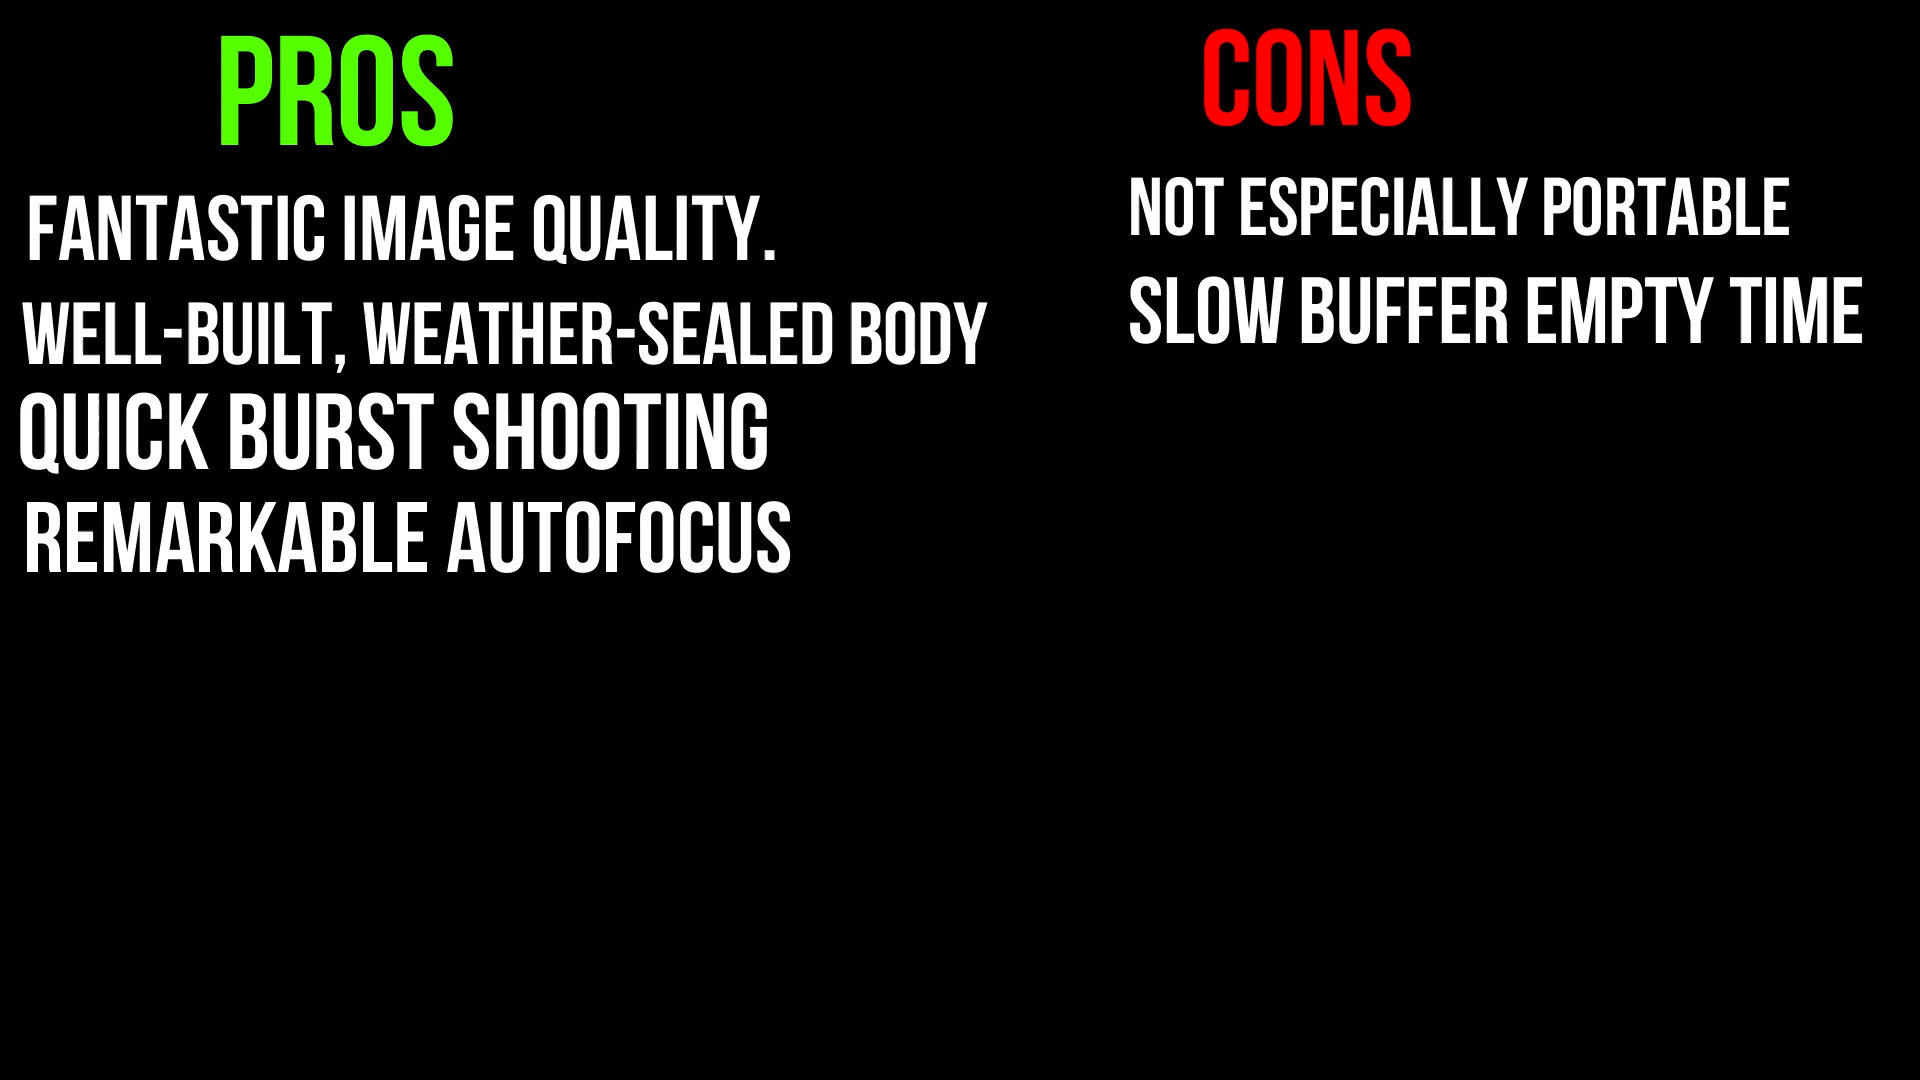 PROS
FANTASTIC IMAGE QUALITY.
WELL-BUILT, WEATHER-SEALED BODY
QUICK BURST SHOOTING
REMARKABLE AUTOFOCUS
CONS
NOT ESPECIALLY PORTABLE
SLOW BUFFER EMPTY TIME